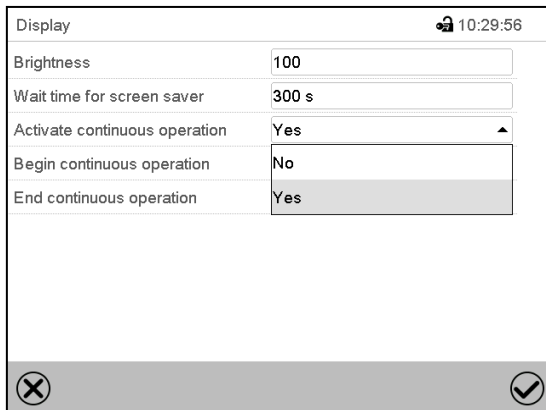 Display 10:29:56
Brightness 100
Wait time for screen saver 300 s
Activate continuous operation Yes
Begin continuous operation No
End continuous operation Yes